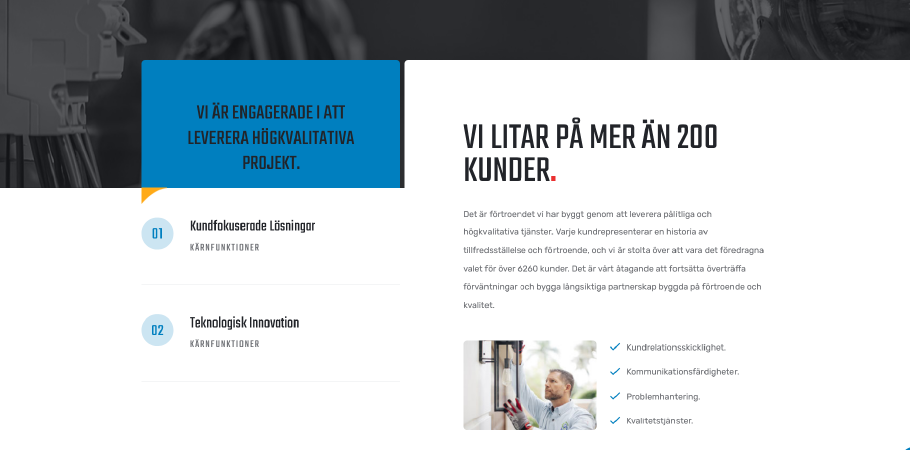 VI ÄR ENGAGERADE I ATT
LEVERERA HÖGKVALITATIVA
PROJEKT.
01
Kundfokuserade Lösningar
KÄRNFUNKTIONER
02
Teknologisk Innovation
KÄRNFUNKTIONER
VI LITAR PÅ MER ÄN 200
KUNDER.
Det är förtroendet vi har byggt genom att leverera pålitliga och
högkvalitativa tjänster. Varje kundrepresenterar en historia av
tillfredsställelse och förtroende, och vi är stolta över att vara det föredragna
valet för över 6260 kunder. Det är vårt åtagande att fortsätta överträffa
förväntningar och bygga långsiktiga partnerskap byggda på förtroende och
kvalitet.
Kundrelationsskicklighet.
Kommunikationsfärdigheter.
Problemhantering.
Kvalitetstjänster.